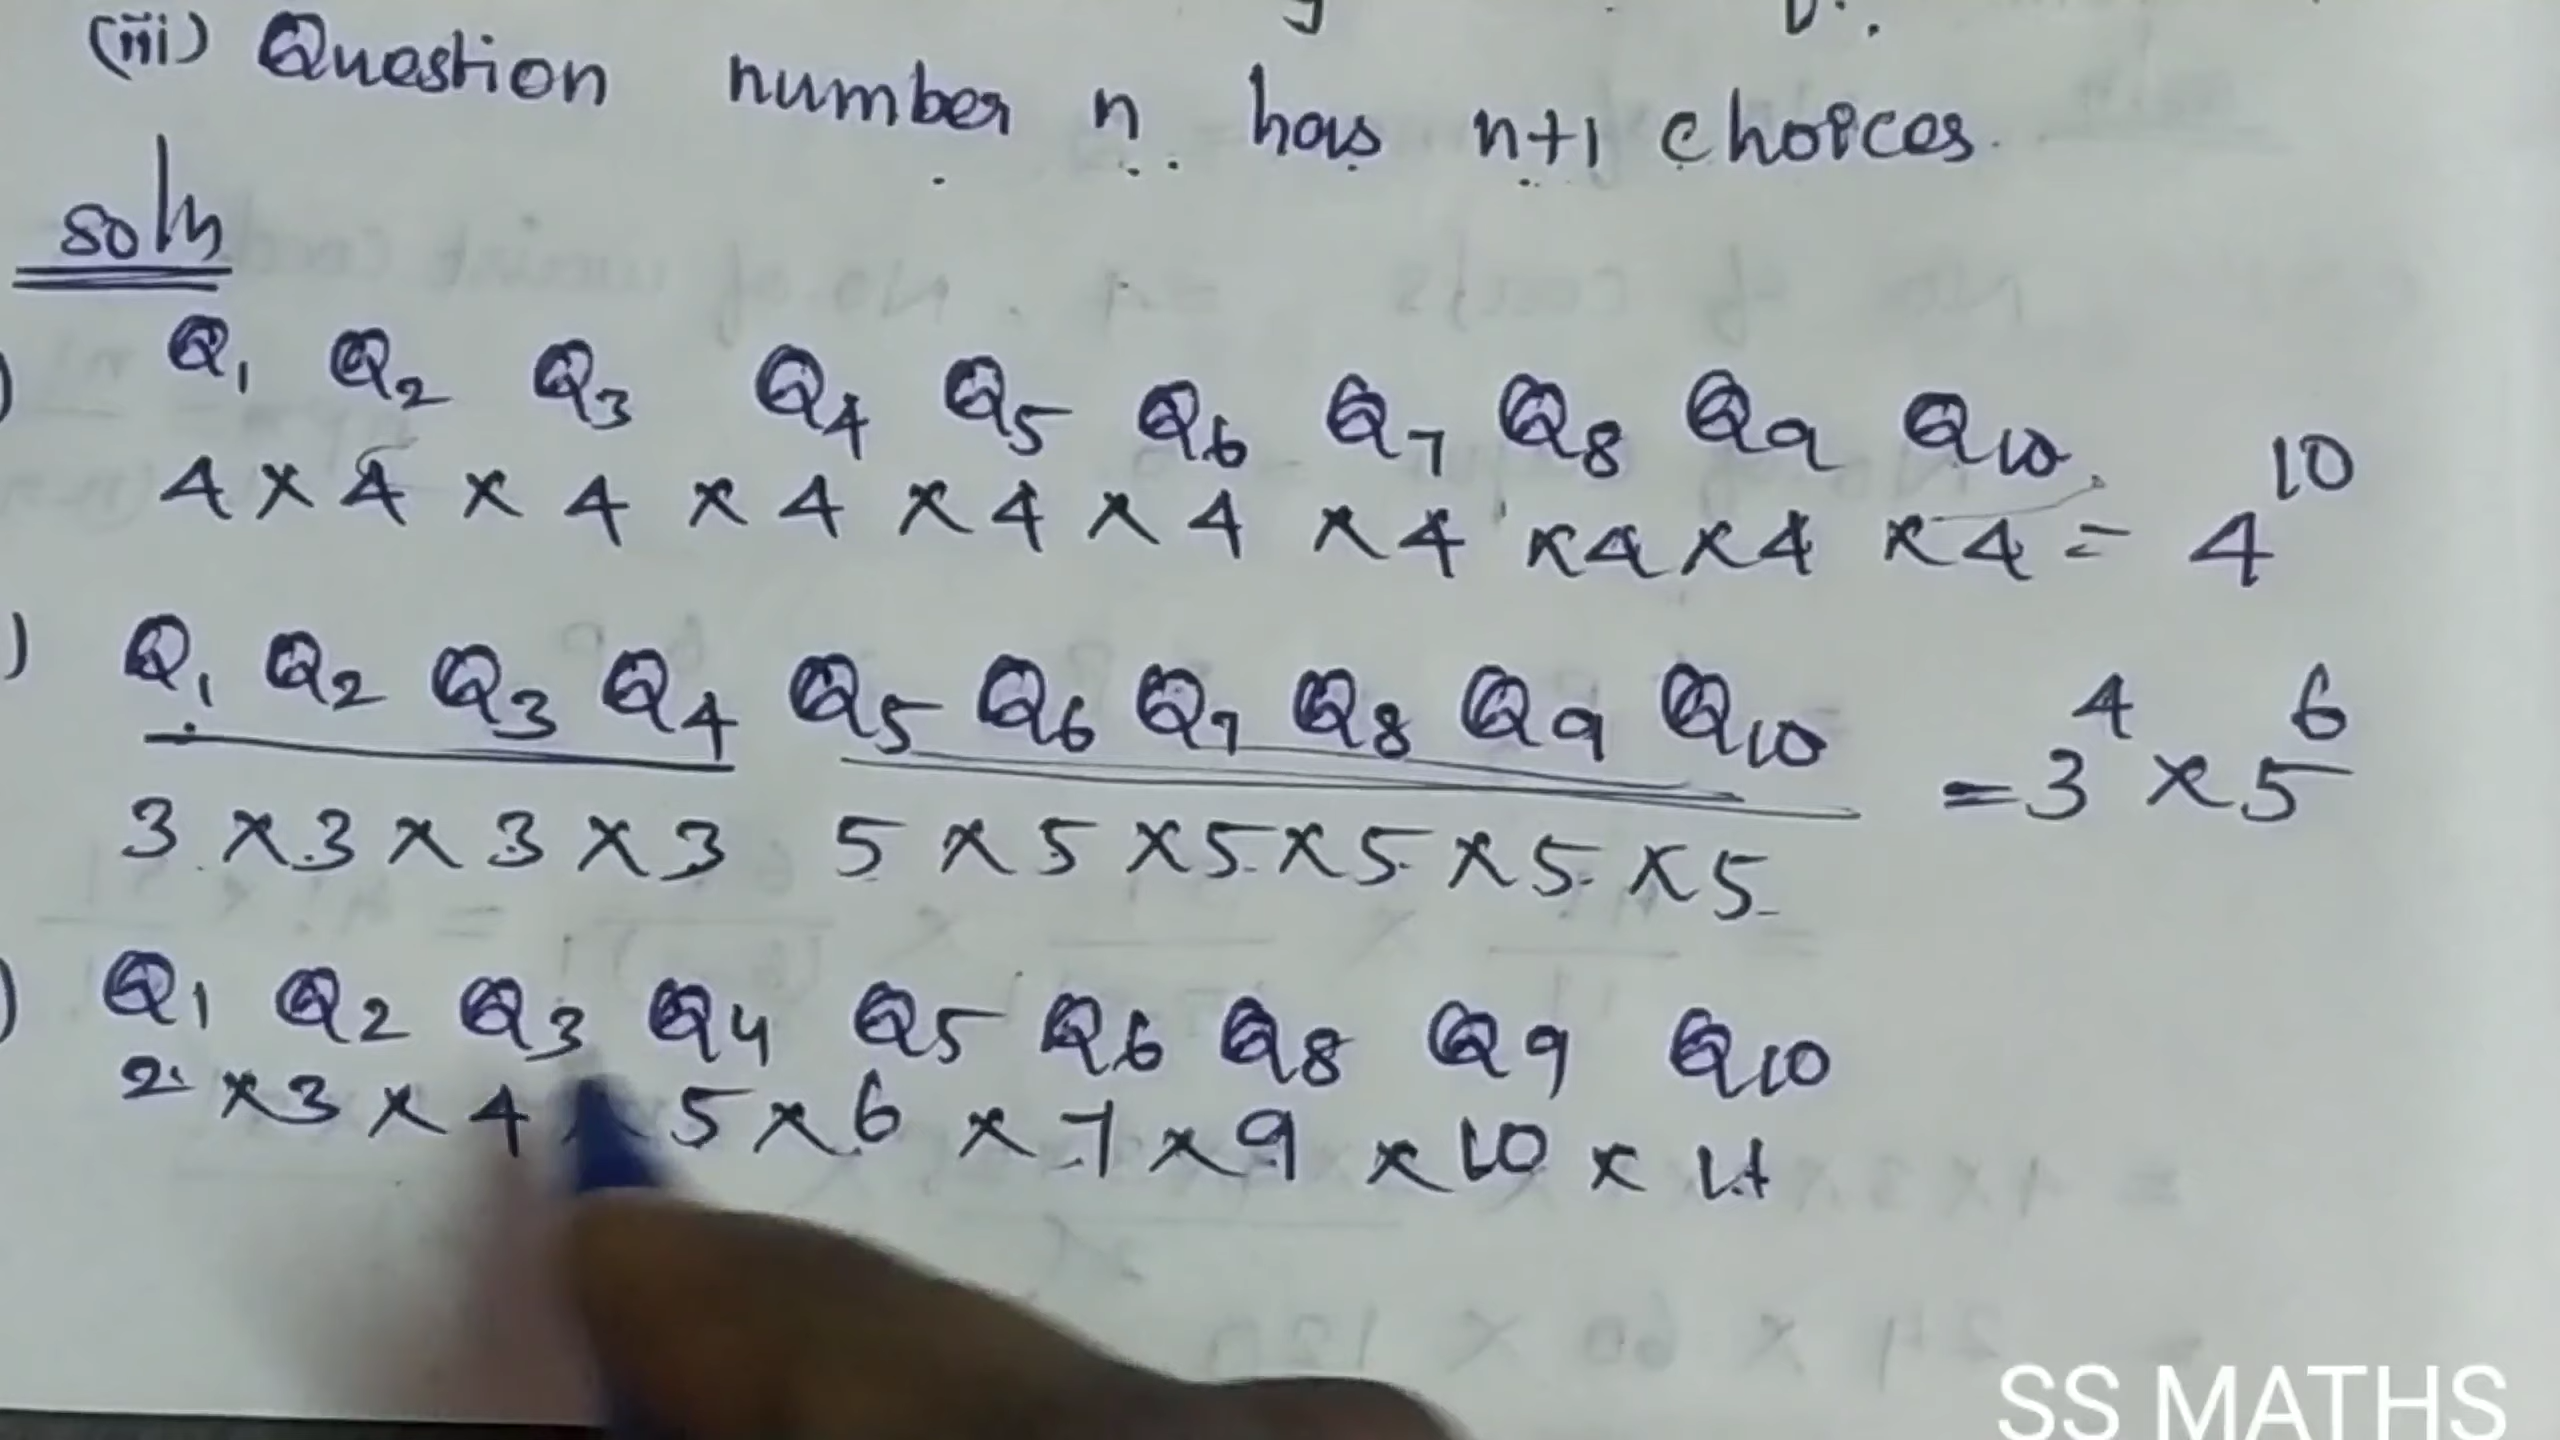 (iii) Question number n has n+1 choices.
soln
) Q1 Q2 Q3 Q4 Q5 Q6 Q7 Q8 Q9 Q10
4 × 4 × 4 × 4 × 4 × 4 × 4 × 4 × 4 × 4 = 4^10
) Q1 Q2 Q3 Q4 Q5 Q6 Q7 Q8 Q9 Q10 = 3^4 × 5^6
3 × 3 × 3 × 3 5 × 5 × 5 × 5 × 5 × 5
) Q1 Q2 Q3 Q4 Q5 Q6 Q8 Q9 Q10
2 × 3 × 4 × 5 × 6 × 7 × 9 × 10 × 11
SS MATHS